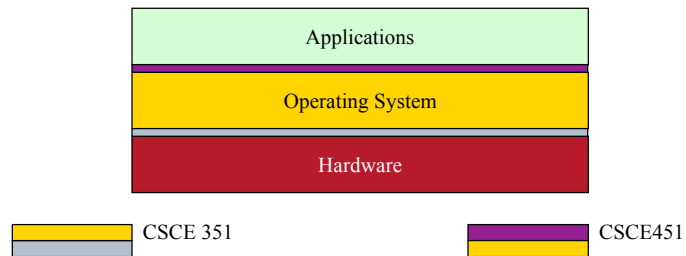 Applications
Operating System
Hardware
CSCE 351
CSCE451